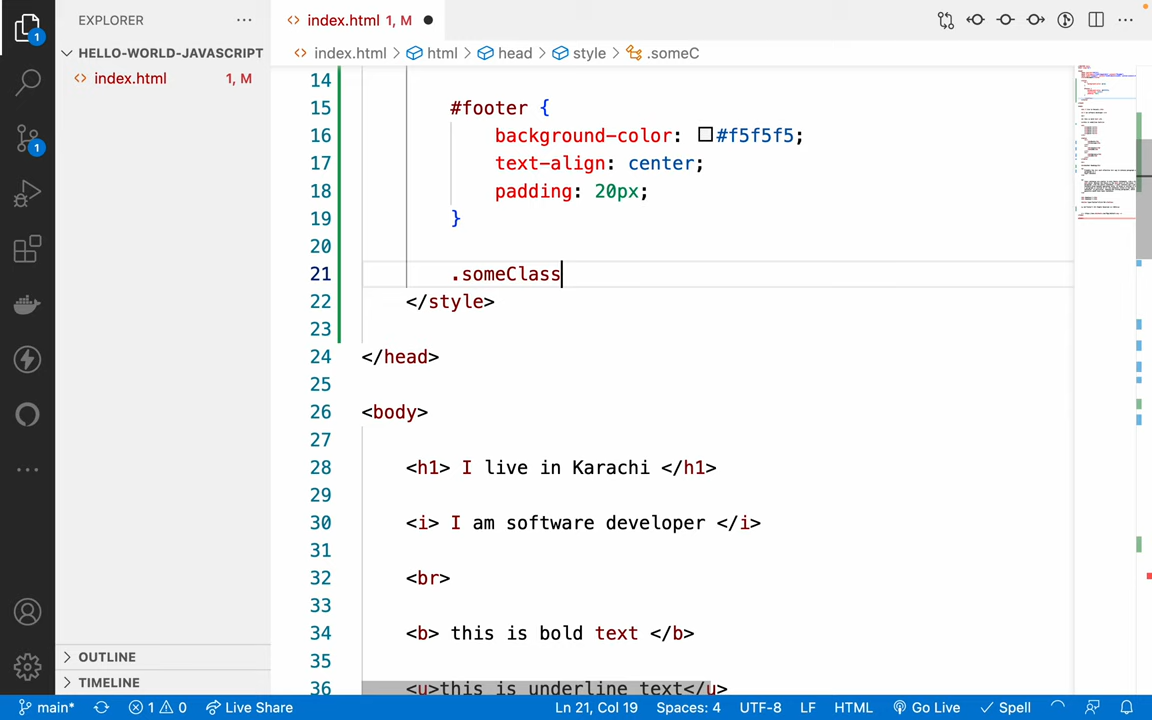 EXPLORER ···
index.html 1, M
1
HELLO-WORLD-JAVASCRIPT
index.html > html > head > style > .someC
index.html 1, M
14
15 #footer {
16 background-color: #f5f5f5;
17 text-align: center;
18 padding: 20px;
19 }
20
21 .someClass
22 </style>
23
24 </head>
25
26 <body>
27
28 <h1> I live in Karachi </h1>
29
30 <i> I am software developer </i>
31
32 <br>
33
34 <b> this is bold text </b>
35
36 <u>this is underline text</u>
1
OUTLINE
TIMELINE
main* 1 0 Live Share Ln 21, Col 19 Spaces: 4 UTF-8 LF HTML Go Live Spell